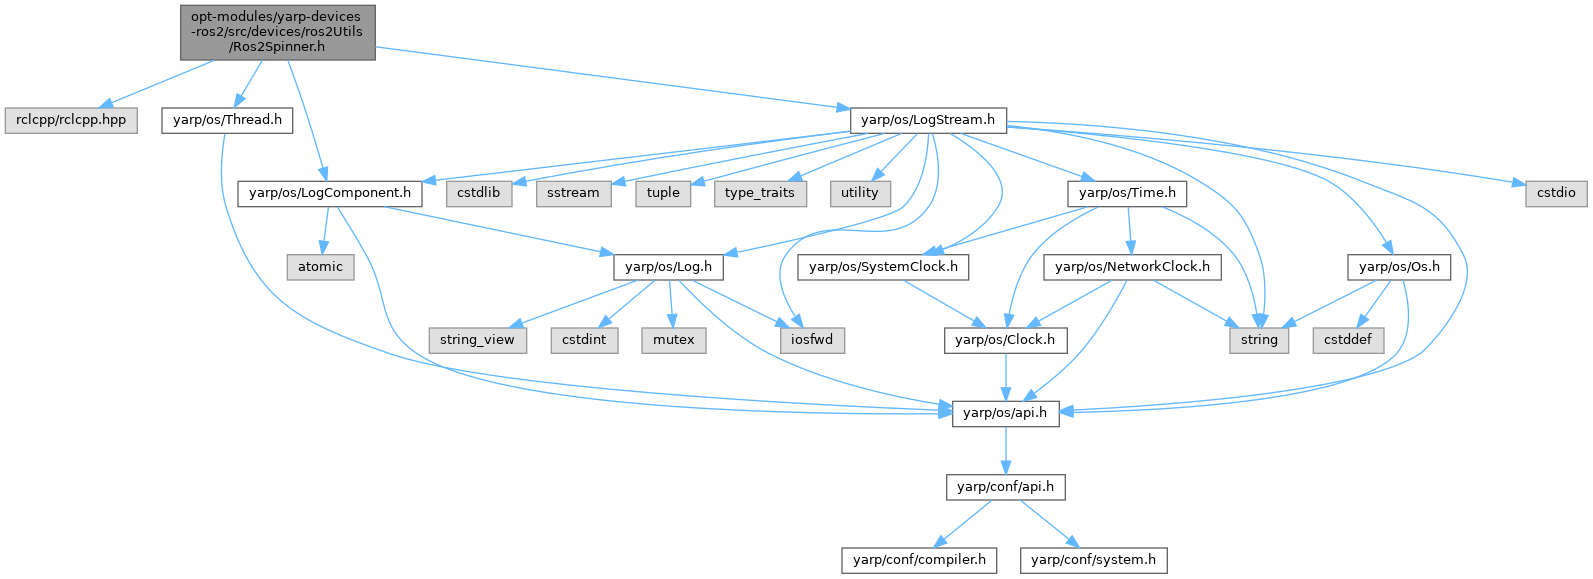 opt-modules/yarp-devices
-ros2/src/devices/ros2Utils
/Ros2Spinner.h
rclcpp/rclcpp.hpp
yarp/os/Thread.h
yarp/os/LogStream.h
yarp/os/LogComponent.h
cstdlib
sstream
tuple
type_traits
utility
yarp/os/Time.h
cstdio
atomic
yarp/os/Log.h
yarp/os/SystemClock.h
yarp/os/NetworkClock.h
yarp/os/Os.h
string_view
cstdint
mutex
iosfwd
yarp/os/Clock.h
string
cstddef
yarp/os/api.h
yarp/conf/api.h
yarp/conf/compiler.h
yarp/conf/system.h